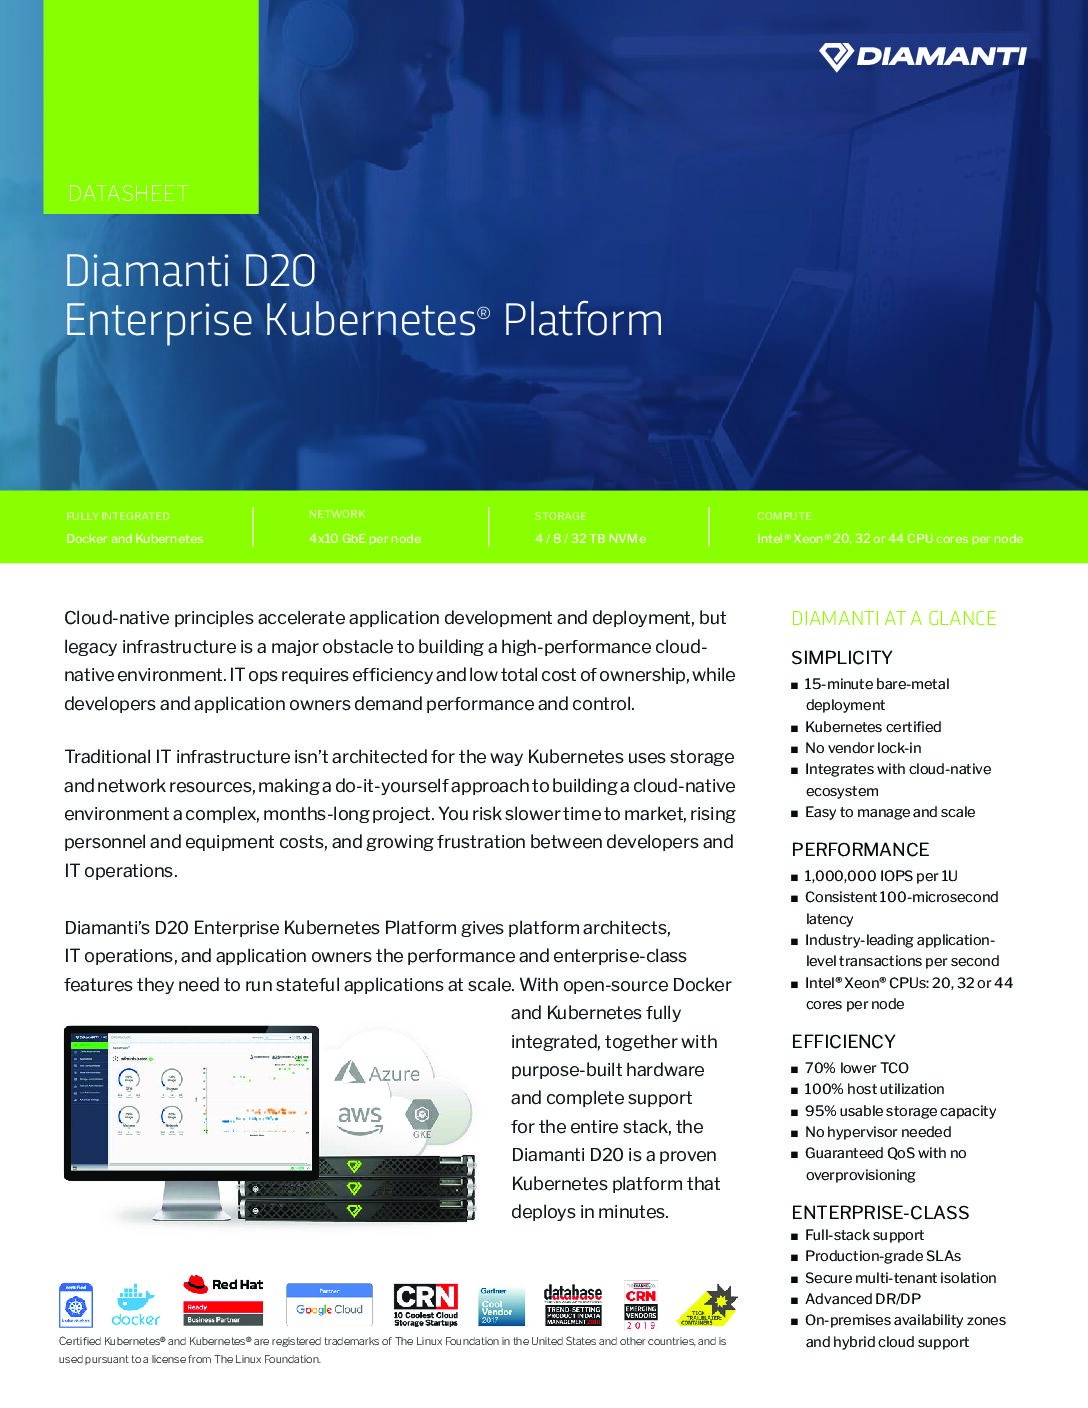 DIAMANTI
DATASHEET
Diamanti D20
Enterprise Kubernetes® Platform
FULLY INTEGRATED
Docker and Kubernetes
NETWORK
4x10 GbE per node
STORAGE
4 / 8 / 32 TB NVMe
COMPUTE
Intel® Xeon® 20, 32 or 44 CPU cores per node
Cloud-native principles accelerate application development and deployment, but
legacy infrastructure is a major obstacle to building a high-performance cloud-
native environment. IT ops requires efficiency and low total cost of ownership, while
developers and application owners demand performance and control.
Traditional IT infrastructure isn’t architected for the way Kubernetes uses storage
and network resources, making a do-it-yourself approach to building a cloud-native
environment a complex, months-long project. You risk slower time to market, rising
personnel and equipment costs, and growing frustration between developers and
IT operations.
Diamanti’s D20 Enterprise Kubernetes Platform gives platform architects,
IT operations, and application owners the performance and enterprise-class
features they need to run stateful applications at scale. With open-source Docker
and Kubernetes fully
integrated, together with
purpose-built hardware
and complete support
for the entire stack, the
Diamanti D20 is a proven
Kubernetes platform that
deploys in minutes.
DIAMANTI
Azure
aws
GKE
DIAMANTI AT A GLANCE
SIMPLICITY
■ 15-minute bare-metal
deployment
■ Kubernetes certified
■ No vendor lock-in
■ Integrates with cloud-native
ecosystem
■ Easy to manage and scale
PERFORMANCE
■ 1,000,000 IOPS per 1U
■ Consistent 100-microsecond
latency
■ Industry-leading application-
level transactions per second
■ Intel® Xeon® CPUs: 20, 32 or 44
cores per node
EFFICIENCY
■ 70% lower TCO
■ 100% host utilization
■ 95% usable storage capacity
■ No hypervisor needed
■ Guaranteed QoS with no
overprovisioning
ENTERPRISE-CLASS
■ Full-stack support
■ Production-grade SLAs
■ Secure multi-tenant isolation
■ Advanced DR/DP
■ On-premises availability zones
and hybrid cloud support
certified
kubernetes
docker
Red Hat
Ready
Business Partner
Partner
Google Cloud
CRN
10 Coolest Cloud
Storage Startups
Gartner
Cool
Vendor
2017
database
TREND-SETTING
PRODUCT IN DATA
MANAGEMENT
CRN
EMERGING
VENDORS
2019
TECH
TRAILBLAZER:
CONTAINERS
Certified Kubernetes® and Kubernetes® are registered trademarks of The Linux Foundation in the United States and other countries, and is
used pursuant to a license from The Linux Foundation.